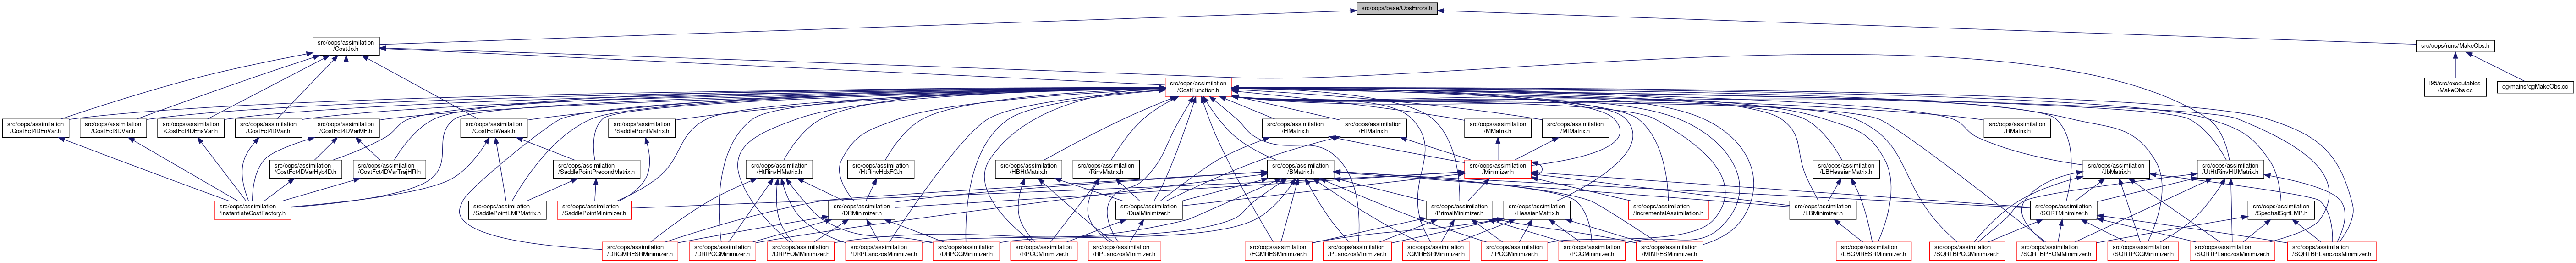 src/oops/base/ObsErrors.h
src/oops/assimilation
/CostJo.h
src/oops/runs/MakeObs.h
src/oops/assimilation
/CostFunction.h
l95/src/executables
/MakeObs.cc
qg/mains/qgMakeObs.cc
src/oops/assimilation
/CostFct4DEnVar.h
src/oops/assimilation
/CostFct3DVar.h
src/oops/assimilation
/CostFct4DEnsVar.h
src/oops/assimilation
/CostFct4DVar.h
src/oops/assimilation
/CostFct4DVarMF.h
src/oops/assimilation
/CostFctWeak.h
src/oops/assimilation
/SaddlePointMatrix.h
src/oops/assimilation
/HMatrix.h
src/oops/assimilation
/HtMatrix.h
src/oops/assimilation
/MMatrix.h
src/oops/assimilation
/MtMatrix.h
src/oops/assimilation
/RMatrix.h
src/oops/assimilation
/CostFct4DVarHyb4D.h
src/oops/assimilation
/CostFct4DVarTrajHR.h
src/oops/assimilation
/SaddlePointPrecondMatrix.h
src/oops/assimilation
/HtRinvHMatrix.h
src/oops/assimilation
/HtRinvHdxFG.h
src/oops/assimilation
/HBHtMatrix.h
src/oops/assimilation
/RinvMatrix.h
src/oops/assimilation
/BMatrix.h
src/oops/assimilation
/Minimizer.h
src/oops/assimilation
/LBHessianMatrix.h
src/oops/assimilation
/JbMatrix.h
src/oops/assimilation
/UtHtRinvHUMatrix.h
src/oops/assimilation
/instantiateCostFactory.h
src/oops/assimilation
/SaddlePointLMPMatrix.h
src/oops/assimilation
/SaddlePointMinimizer.h
src/oops/assimilation
/DRMinimizer.h
src/oops/assimilation
/DualMinimizer.h
src/oops/assimilation
/PrimalMinimizer.h
src/oops/assimilation
/HessianMatrix.h
src/oops/assimilation
/IncrementalAssimilation.h
src/oops/assimilation
/LBMinimizer.h
src/oops/assimilation
/SQRTMinimizer.h
src/oops/assimilation
/SpectralSqrtLMP.h
src/oops/assimilation
/DRGMRESRMinimizer.h
src/oops/assimilation
/DRIPCGMinimizer.h
src/oops/assimilation
/DRPFOMMinimizer.h
src/oops/assimilation
/DRPLanczosMinimizer.h
src/oops/assimilation
/DRPCGMinimizer.h
src/oops/assimilation
/RPCGMinimizer.h
src/oops/assimilation
/RPLanczosMinimizer.h
src/oops/assimilation
/FGMRESMinimizer.h
src/oops/assimilation
/PLanczosMinimizer.h
src/oops/assimilation
/GMRESRMinimizer.h
src/oops/assimilation
/IPCGMinimizer.h
src/oops/assimilation
/PCGMinimizer.h
src/oops/assimilation
/MINRESMinimizer.h
src/oops/assimilation
/LBGMRESRMinimizer.h
src/oops/assimilation
/SQRTBPCGMinimizer.h
src/oops/assimilation
/SQRTBPFOMMinimizer.h
src/oops/assimilation
/SQRTPCGMinimizer.h
src/oops/assimilation
/SQRTPLanczosMinimizer.h
src/oops/assimilation
/SQRTBPLanczosMinimizer.h